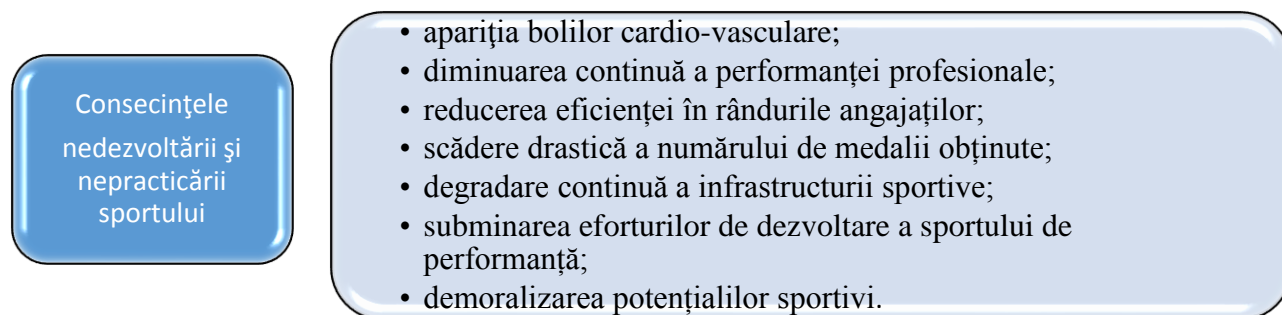 Consecinţele
nedezvoltării şi
nepracticării
sportului
• apariţia bolilor cardio-vasculare;
• diminuarea continuă a performanței profesionale;
• reducerea eficienței în rândurile angajaților;
• scădere drastică a numărului de medalii obținute;
• degradare continuă a infrastructurii sportive;
• subminarea eforturilor de dezvoltare a sportului de
performanță;
• demoralizarea potențialilor sportivi.